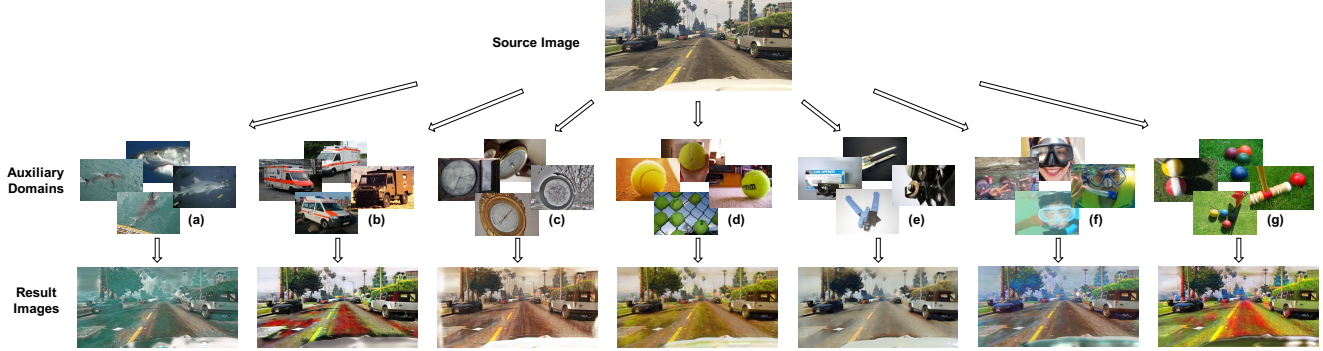 Source Image
Auxiliary
Domains
(a)
(b)
(c)
(d)
(e)
(f)
(g)
Result
Images